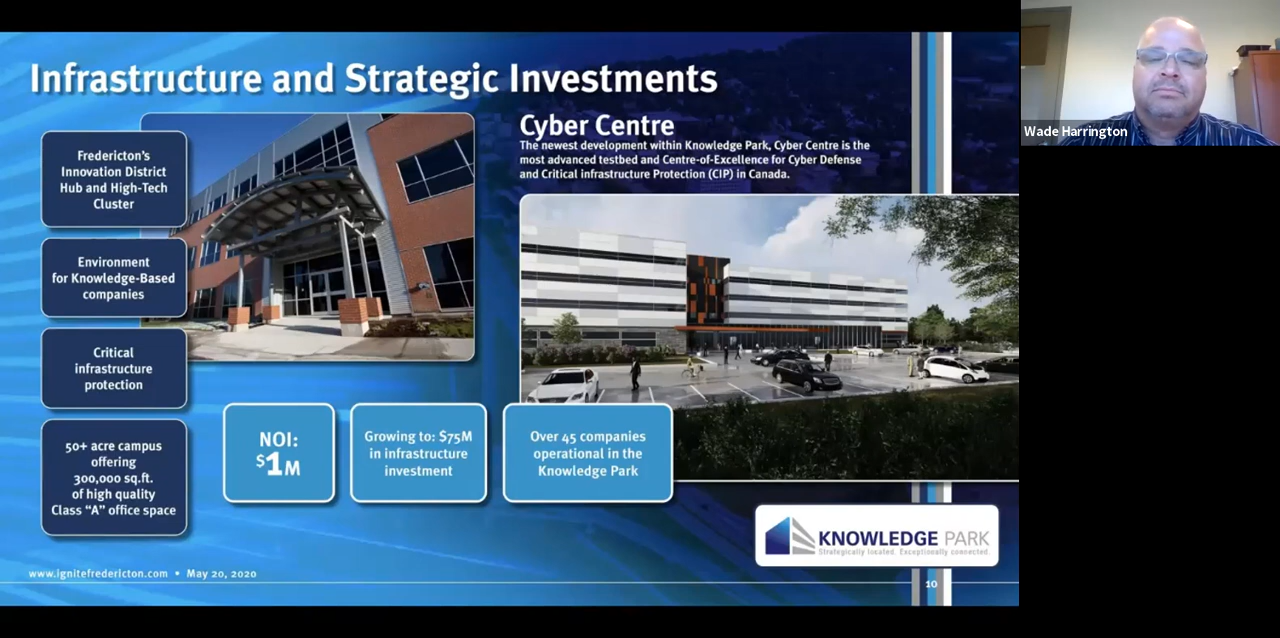 Infrastructure and Strategic Investments
Fredericton's
Innovation District
Hub and High-Tech
Cluster
Environment
for Knowledge-Based
companies
Critical
infrastructure
protection
50+ acre campus
offering
300,000 sq.ft.
of high quality
Class “A” office space
NOI:
$1M
Growing to: $75M
in infrastructure
investment
Over 45 companies
operational in the
Knowledge Park
Cyber Centre
The newest development within Knowledge Park, Cyber Centre is the
most advanced testbed and Centre-of-Excellence for Cyber Defense
and Critical infrastructure Protection (CIP) in Canada.
KNOWLEDGE PARK
Strategically located. Exceptionally connected.
www.ignitefredericton.com • May 20, 2020
10
Wade Harrington